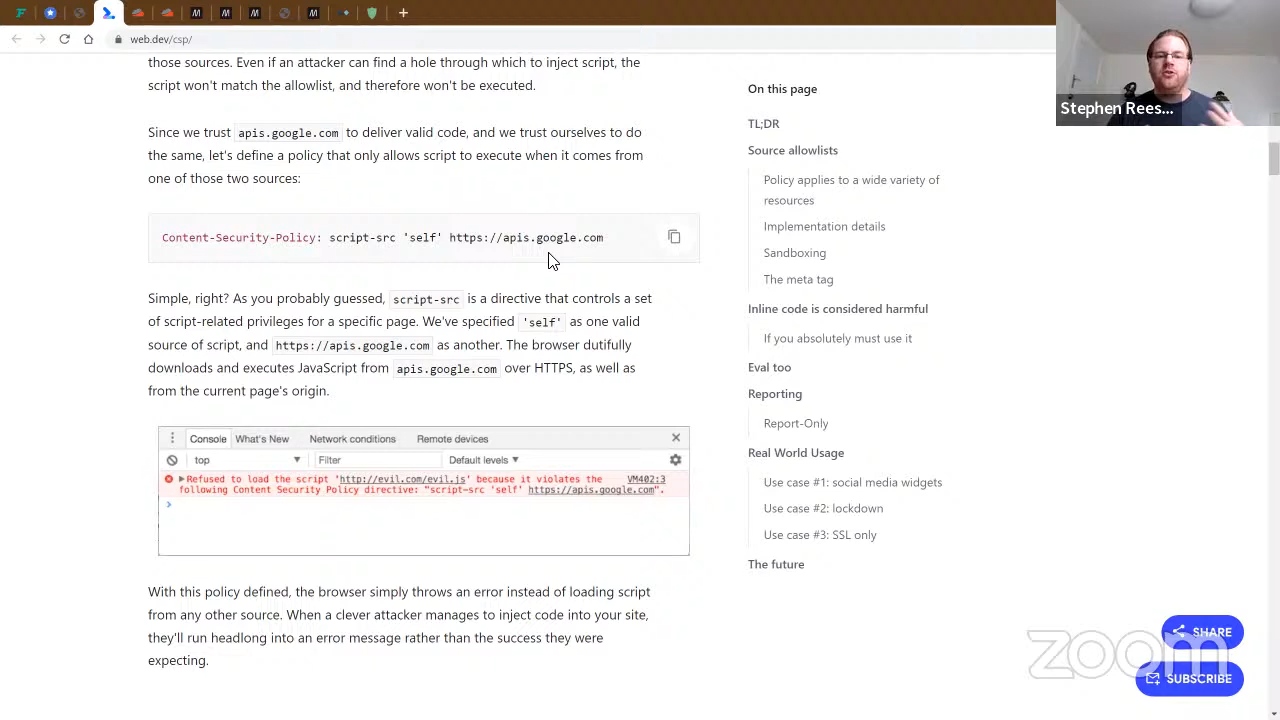 web.dev/csp/
those sources. Even if an attacker can find a hole through which to inject script, the
script won't match the allowlist, and therefore won't be executed.
Since we trust apis.google.com to deliver valid code, and we trust ourselves to do
the same, let's define a policy that only allows script to execute when it comes from
one of those two sources:
Content-Security-Policy: script-src 'self' https://apis.google.com
Simple, right? As you probably guessed, script-src is a directive that controls a set
of script-related privileges for a specific page. We've specified 'self' as one valid
source of script, and https://apis.google.com as another. The browser dutifully
downloads and executes JavaScript from apis.google.com over HTTPS, as well as
from the current page's origin.
Console What's New Network conditions Remote devices
top Filter Default levels
Refused to load the script 'http://evil.com/evil.js' because it violates the VM402:3
following Content Security Policy directive: "script-src 'self' https://apis.google.com".
With this policy defined, the browser simply throws an error instead of loading script
from any other source. When a clever attacker manages to inject code into your site,
they'll run headlong into an error message rather than the success they were
expecting.
On this page
TL;DR
Source allowlists
Policy applies to a wide variety of
resources
Implementation details
Sandboxing
The meta tag
Inline code is considered harmful
If you absolutely must use it
Eval too
Reporting
Report-Only
Real World Usage
Use case #1: social media widgets
Use case #2: lockdown
Use case #3: SSL only
The future
Stephen Rees...
SHARE
zoom
SUBSCRIBE